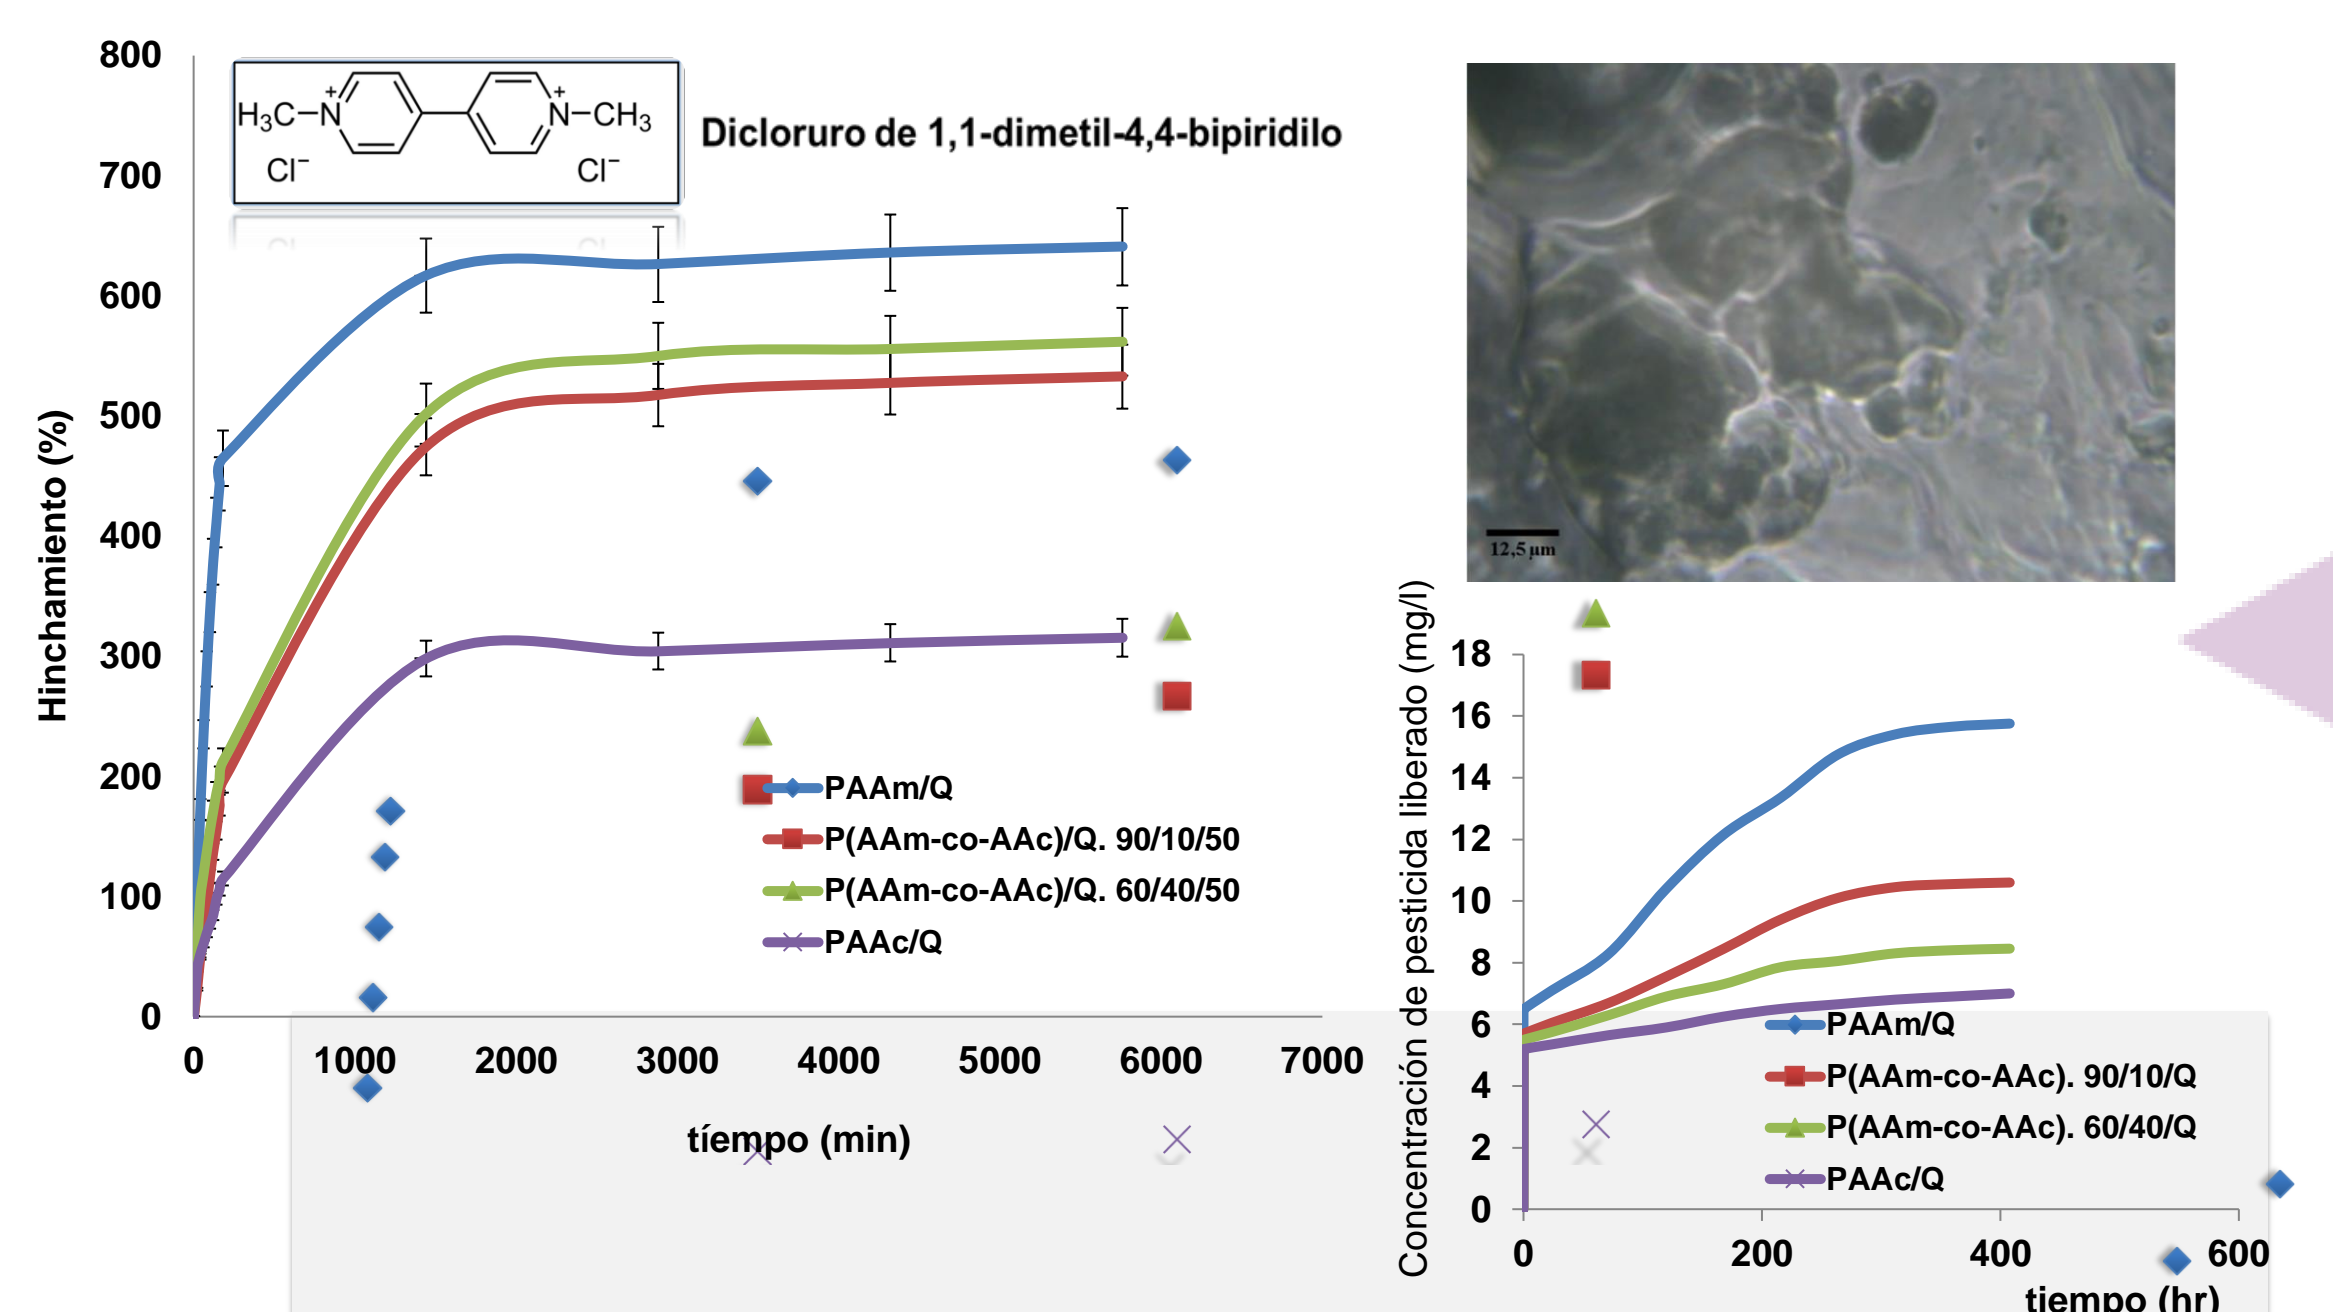 800
700
600
500
400
300
200
100
0
Hinchamiento (%)
H₃C N⁺ N⁺ CH₃
Cl⁻ Cl⁻
Dicloruro de 1,1-dimetil-4,4-bipiridilo
PAAm/Q
P(AAm-co-AAc)/Q. 90/10/50
P(AAm-co-AAc)/Q. 60/40/50
PAAc/Q
0 1000 2000 3000 4000 5000 6000 7000
tíempo (min)
12,5 µm
Concentración de pesticida liberado (mg/l)
18
16
14
12
10
8
6
4
2
0
PAAm/Q
P(AAm-co-AAc). 90/10/Q
P(AAm-co-AAc). 60/40/Q
PAAc/Q
0 200 400 600
tiempo (hr)